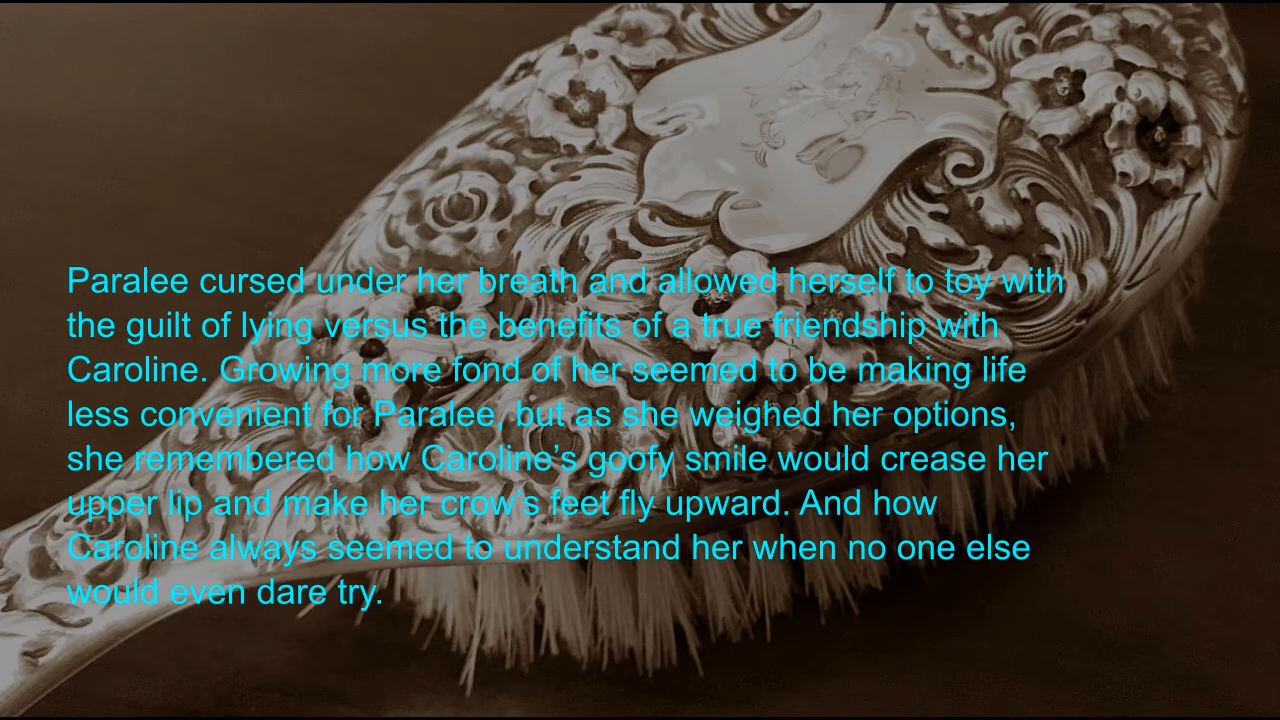 Paralee cursed under her breath and allowed herself to toy with
the guilt of lying versus the benefits of a true friendship with
Caroline. Growing more fond of her seemed to be making life
less convenient for Paralee, but as she weighed her options,
she remembered how Caroline’s goofy smile would crease her
upper lip and make her crow’s feet fly upward. And how
Caroline always seemed to understand her when no one else
would even dare try.